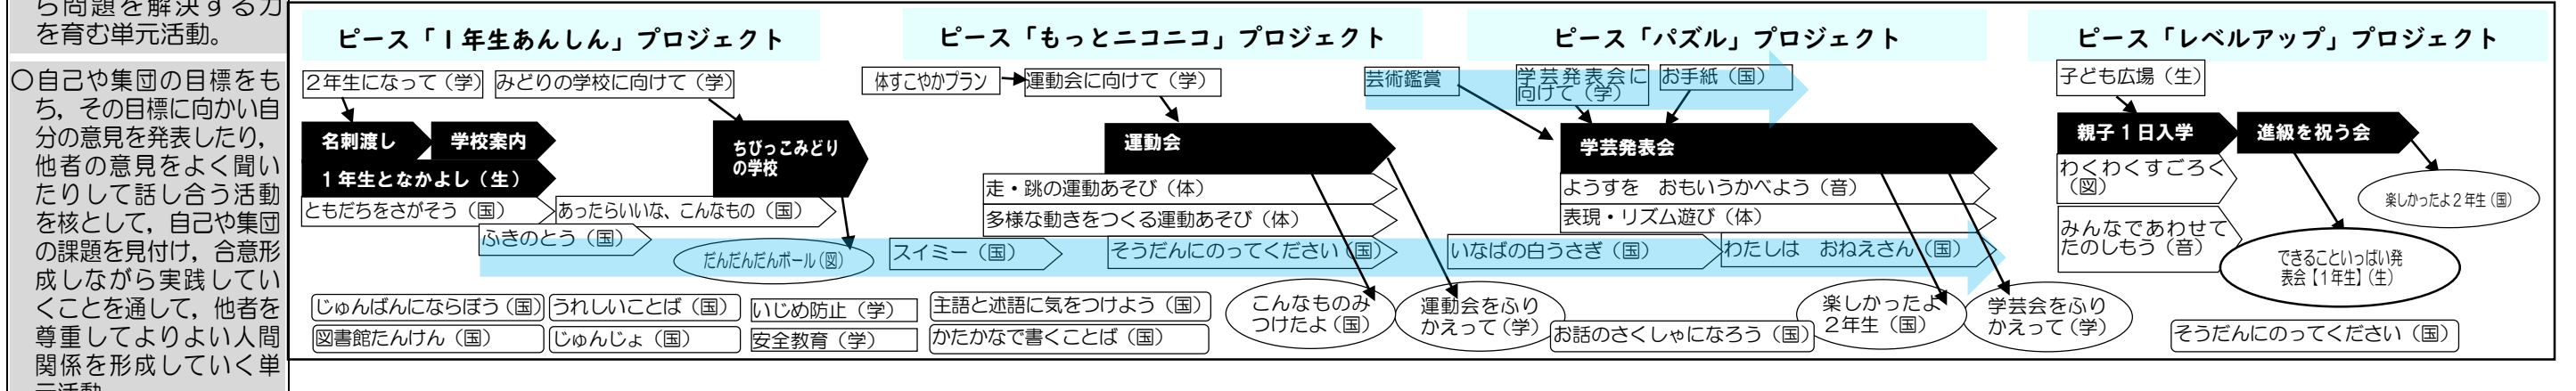 ら問題を解決する力
を育む単元活動。
〇自己や集団の目標をも
ち，その目標に向かい自
分の意見を発表したり，
他者の意見をよく聞い
たりして話し合う活動
を核として，自己や集団
の課題を見付け，合意形
成しながら実践してい
くことを通して，他者を
尊重してよりよい人間
関係を形成していく単
元活動
ピース「１年生あんしん」プロジェクト
２年生になって（学）
みどりの学校に向けて（学）
名刺渡し
学校案内
１年生となかよし（生）
ちびっこみどり
の学校
ともだちをさがそう（国）
あったらいいな、こんなもの（国）
ふきのとう（国）
だんだんだんボール（図）
じゅんばんにならぼう（国）
うれしいことば（国）
いじめ防止（学）
図書館たんけん（国）
じゅんじょ（国）
安全教育（学）
ピース「もっとニコニコ」プロジェクト
体すこやかプラン
運動会に向けて（学）
運動会
走・跳の運動あそび（体）
多様な動きをつくる運動あそび（体）
スイミー（国）
そうだんにのってください（国）
主語と述語に気をつけよう（国）
かたかなで書くことば（国）
こんなものみ
つけたよ（国）
運動会をふり
かえって（学）
ピース「パズル」プロジェクト
芸術鑑賞
学芸発表会に
向けて（学）
お手紙（国）
学芸発表会
ようすを　おもいうかべよう（音）
表現・リズム遊び（体）
いなばの白うさぎ（国）
わたしは　おねえさん（国）
お話のさくしゃになろう（国）
楽しかったよ
２年生（国）
学芸会をふり
かえって（学）
ピース「レベルアップ」プロジェクト
子ども広場（生）
親子１日入学
進級を祝う会
わくわくすごろく
（図）
みんなであわせて
たのしもう（音）
楽しかったよ２年生（国）
できることいっぱい発
表会【１年生】（生）
そうだんにのってください（国）